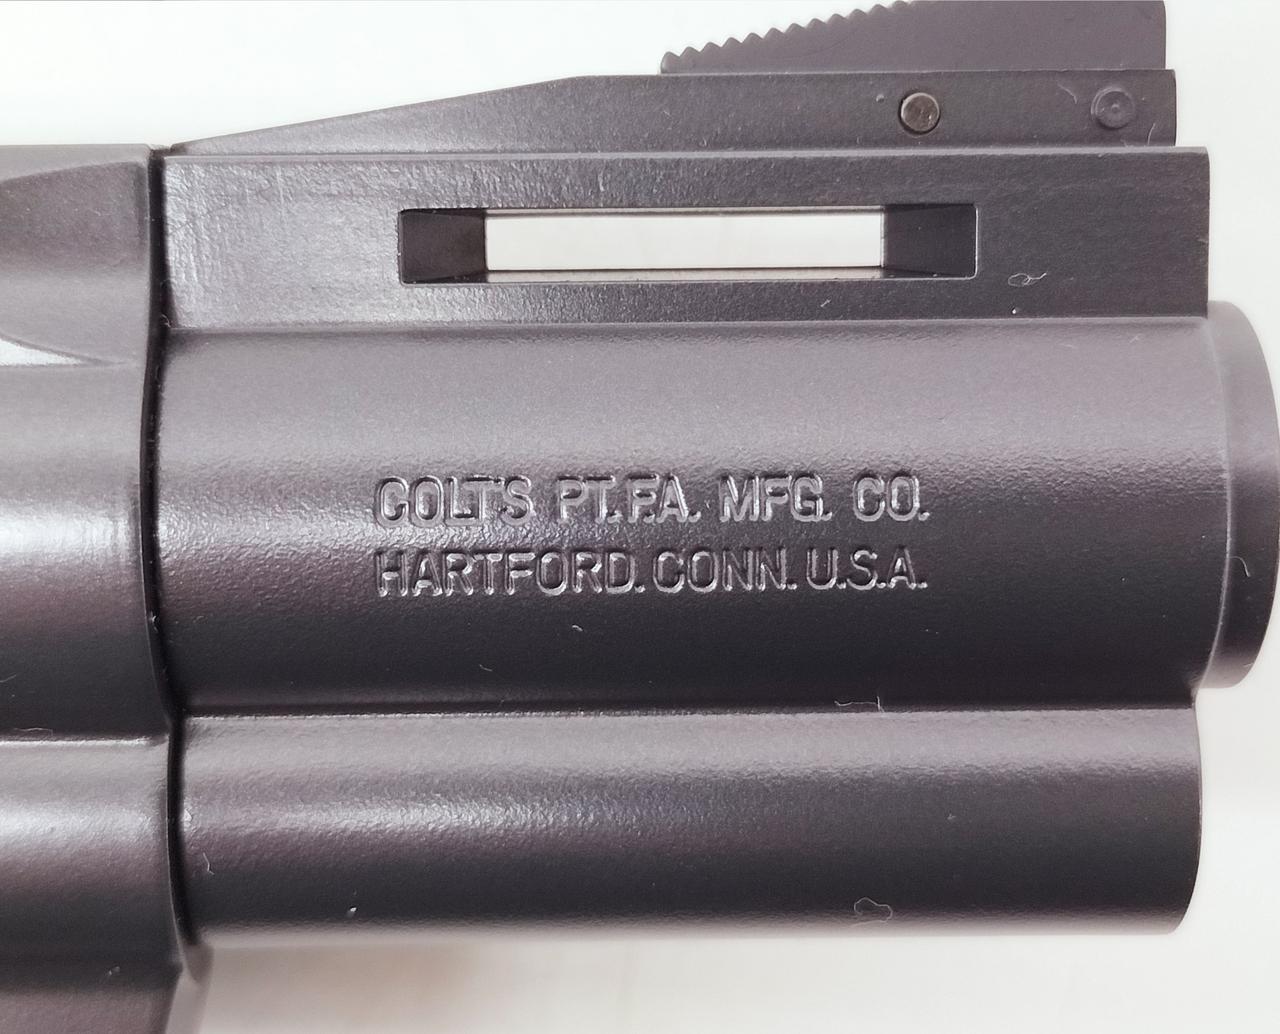 COLT'S PT.F.A. MFG. CO.
HARTFORD. CONN. U.S.A.